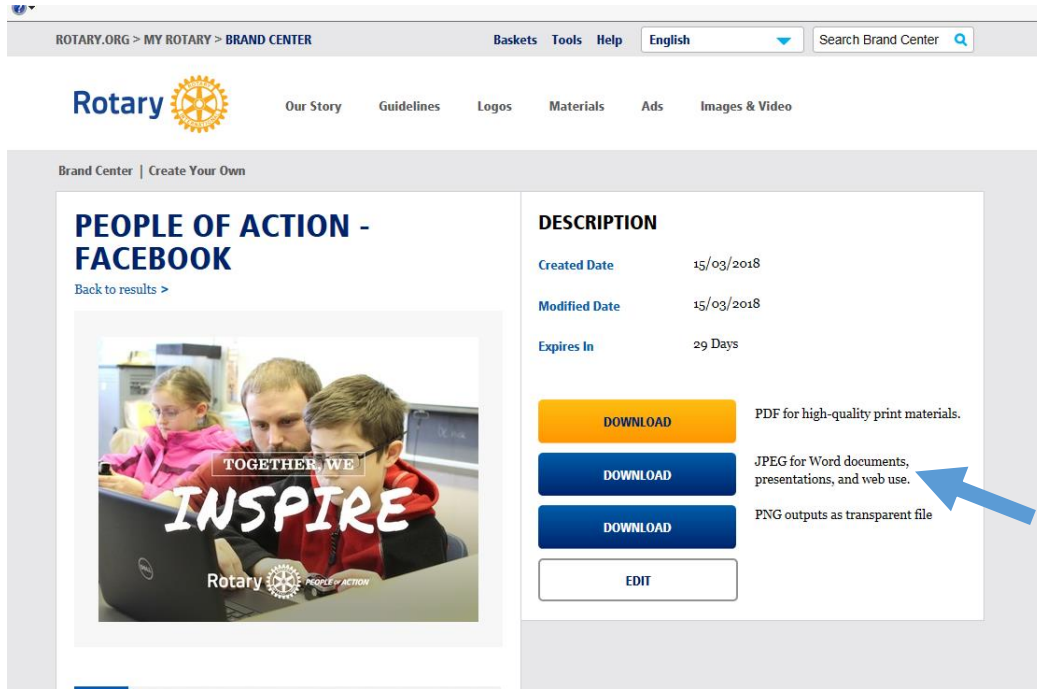 ROTARY.ORG > MY ROTARY > BRAND CENTER
Baskets Tools Help English Search Brand Center
Rotary
Our Story Guidelines Logos Materials Ads Images & Video
Brand Center | Create Your Own
PEOPLE OF ACTION -
FACEBOOK
Back to results >
TOGETHER, WE
INSPIRE
DELL
Rotary PEOPLE OF ACTION
DESCRIPTION
Created Date 15/03/2018
Modified Date 15/03/2018
Expires In 29 Days
DOWNLOAD PDF for high-quality print materials.
DOWNLOAD JPEG for Word documents,
presentations, and web use.
DOWNLOAD PNG outputs as transparent file
EDIT